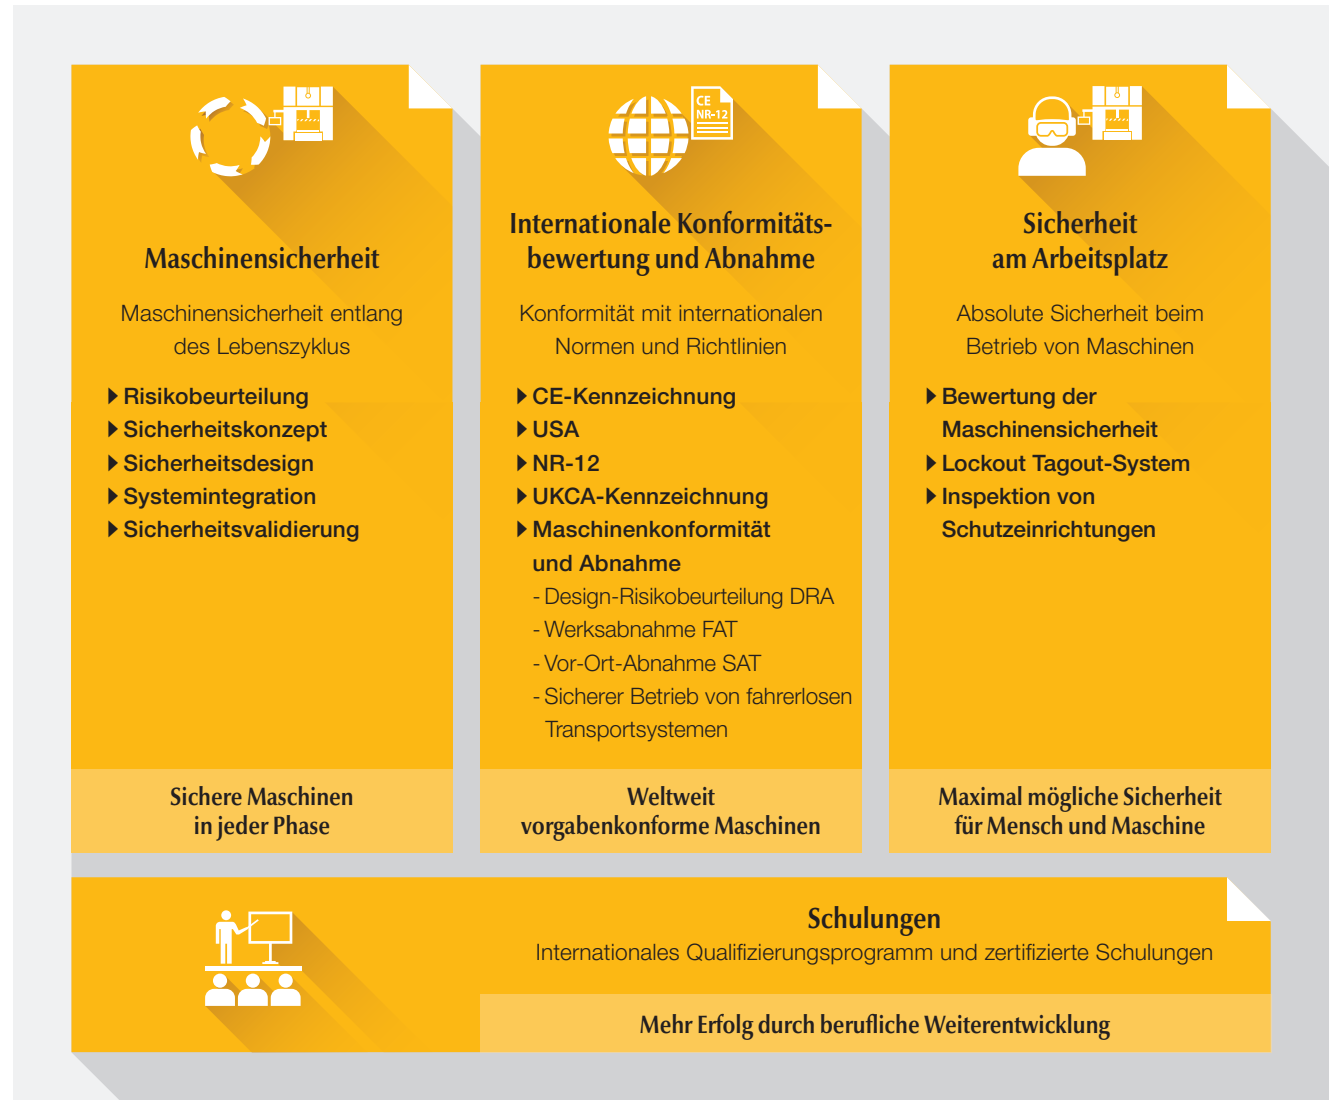 Maschinensicherheit
Maschinensicherheit entlang
des Lebenszyklus
Risikobeurteilung
Sicherheitskonzept
Sicherheitsdesign
Systemintegration
Sicherheitsvalidierung
Sichere Maschinen
in jeder Phase
CE
NR-12
Internationale Konformitäts-
bewertung und Abnahme
Konformität mit internationalen
Normen und Richtlinien
CE-Kennzeichnung
USA
NR-12
UKCA-Kennzeichnung
Maschinenkonformität
und Abnahme
- Design-Risikobeurteilung DRA
- Werksabnahme FAT
- Vor-Ort-Abnahme SAT
- Sicherer Betrieb von fahrerlosen
Transportsystemen
Weltweit
vorgabenkonforme Maschinen
Sicherheit
am Arbeitsplatz
Absolute Sicherheit beim
Betrieb von Maschinen
Bewertung der
Maschinensicherheit
Lockout Tagout-System
Inspektion von
Schutzeinrichtungen
Maximal mögliche Sicherheit
für Mensch und Maschine
Schulungen
Internationales Qualifizierungsprogramm und zertifizierte Schulungen
Mehr Erfolg durch berufliche Weiterentwicklung